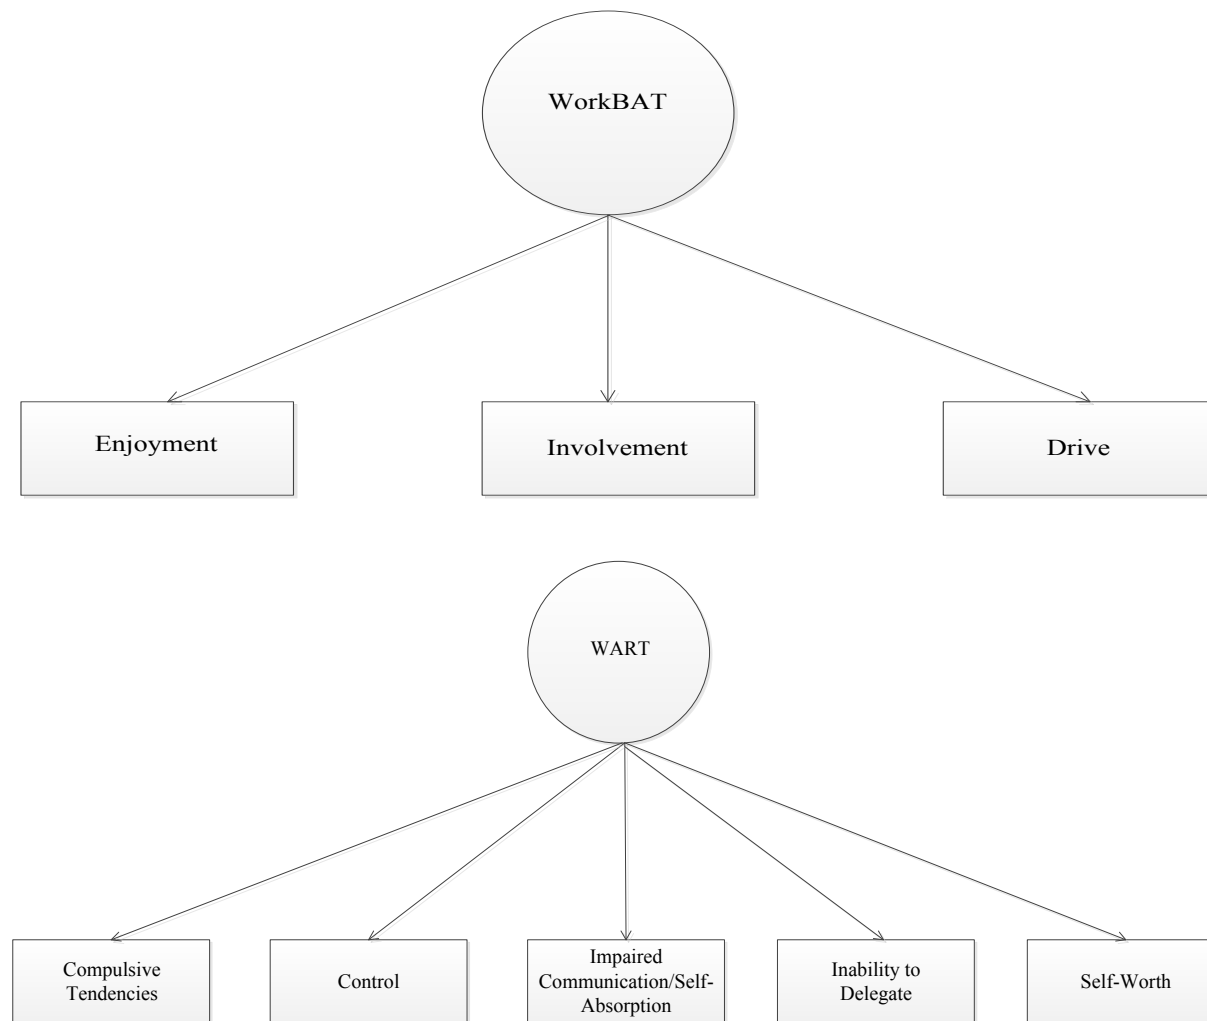 WorkBAT
Enjoyment
Involvement
Drive
WART
Compulsive
Tendencies
Control
Impaired
Communication/Self-
Absorption
Inability to
Delegate
Self-Worth